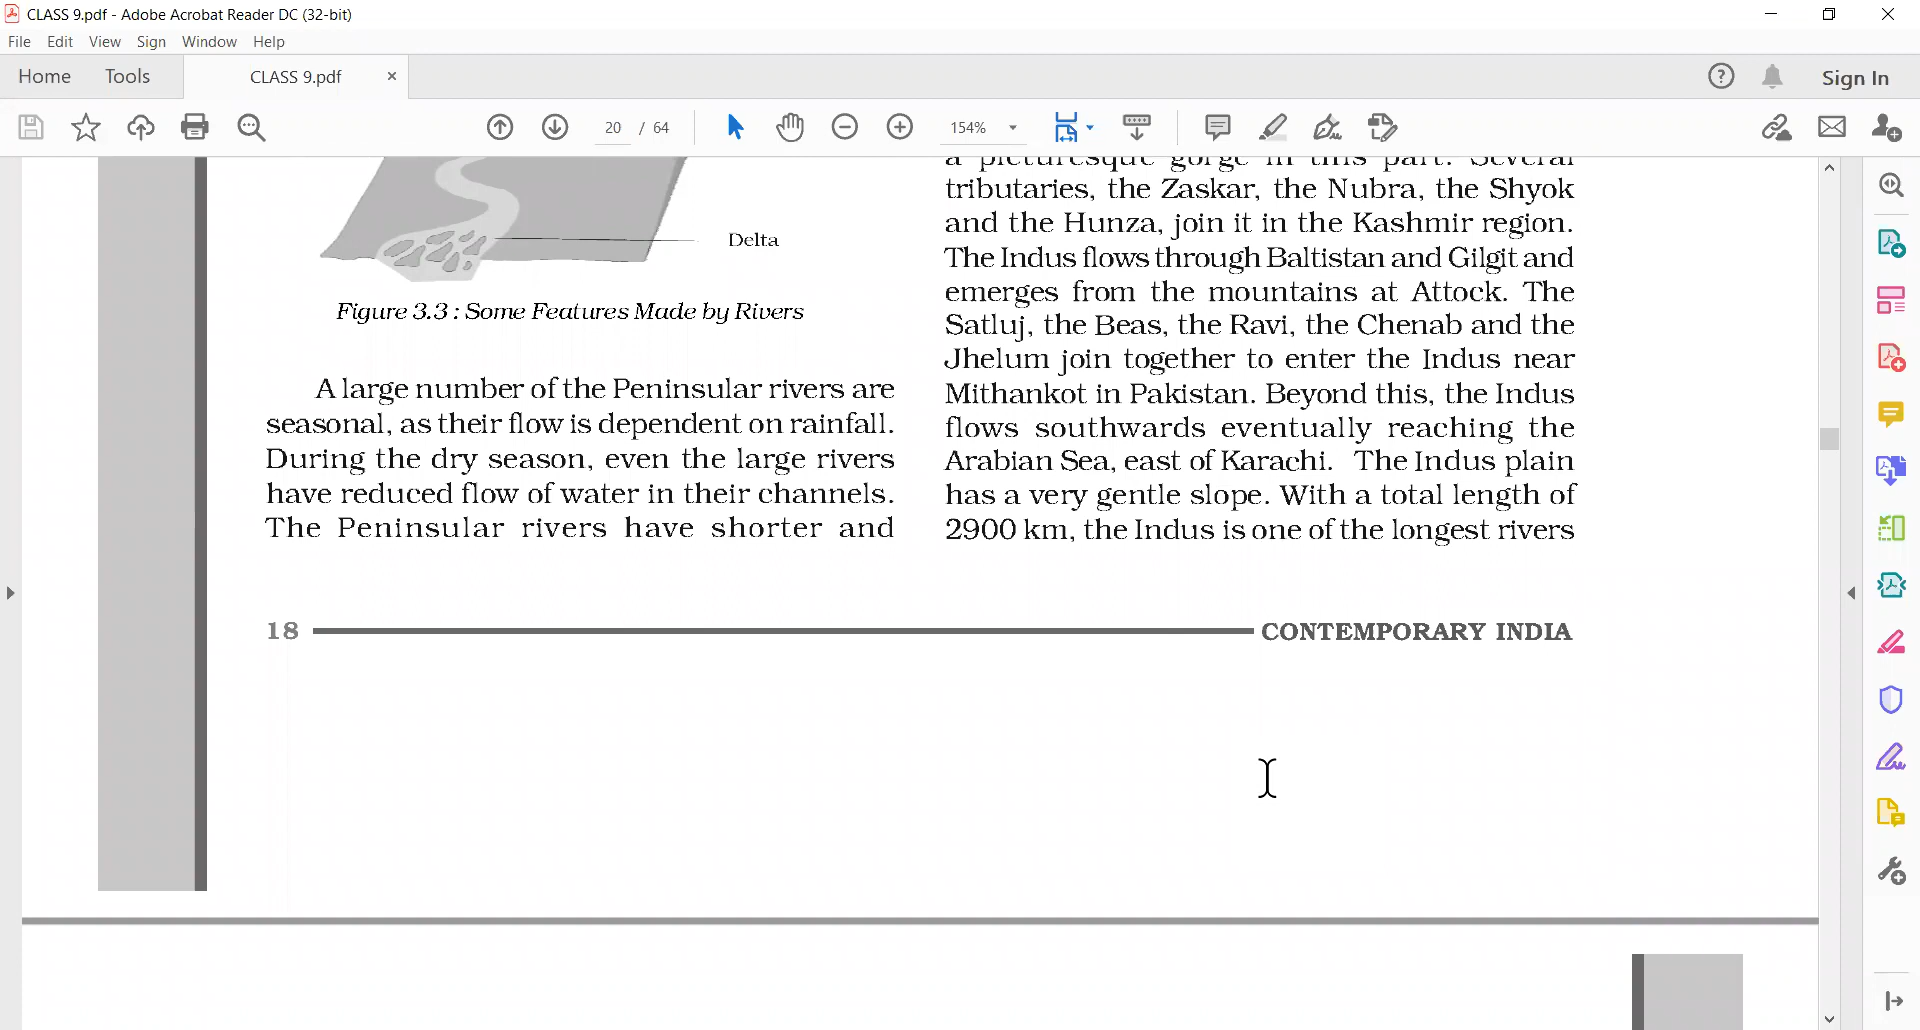 CLASS 9.pdf - Adobe Acrobat Reader DC (32-bit)
File Edit View Sign Window Help
Home Tools CLASS 9.pdf × Sign In
20 / 64 154%
a picturesque gorge in this part. Several
tributaries, the Zaskar, the Nubra, the Shyok
and the Hunza, join it in the Kashmir region.
The Indus flows through Baltistan and Gilgit and
emerges from the mountains at Attock. The
Satluj, the Beas, the Ravi, the Chenab and the
Jhelum join together to enter the Indus near
Mithankot in Pakistan. Beyond this, the Indus
flows southwards eventually reaching the
Arabian Sea, east of Karachi. The Indus plain
has a very gentle slope. With a total length of
2900 km, the Indus is one of the longest rivers
Delta
Figure 3.3 : Some Features Made by Rivers
A large number of the Peninsular rivers are
seasonal, as their flow is dependent on rainfall.
During the dry season, even the large rivers
have reduced flow of water in their channels.
The Peninsular rivers have shorter and
18 CONTEMPORARY INDIA